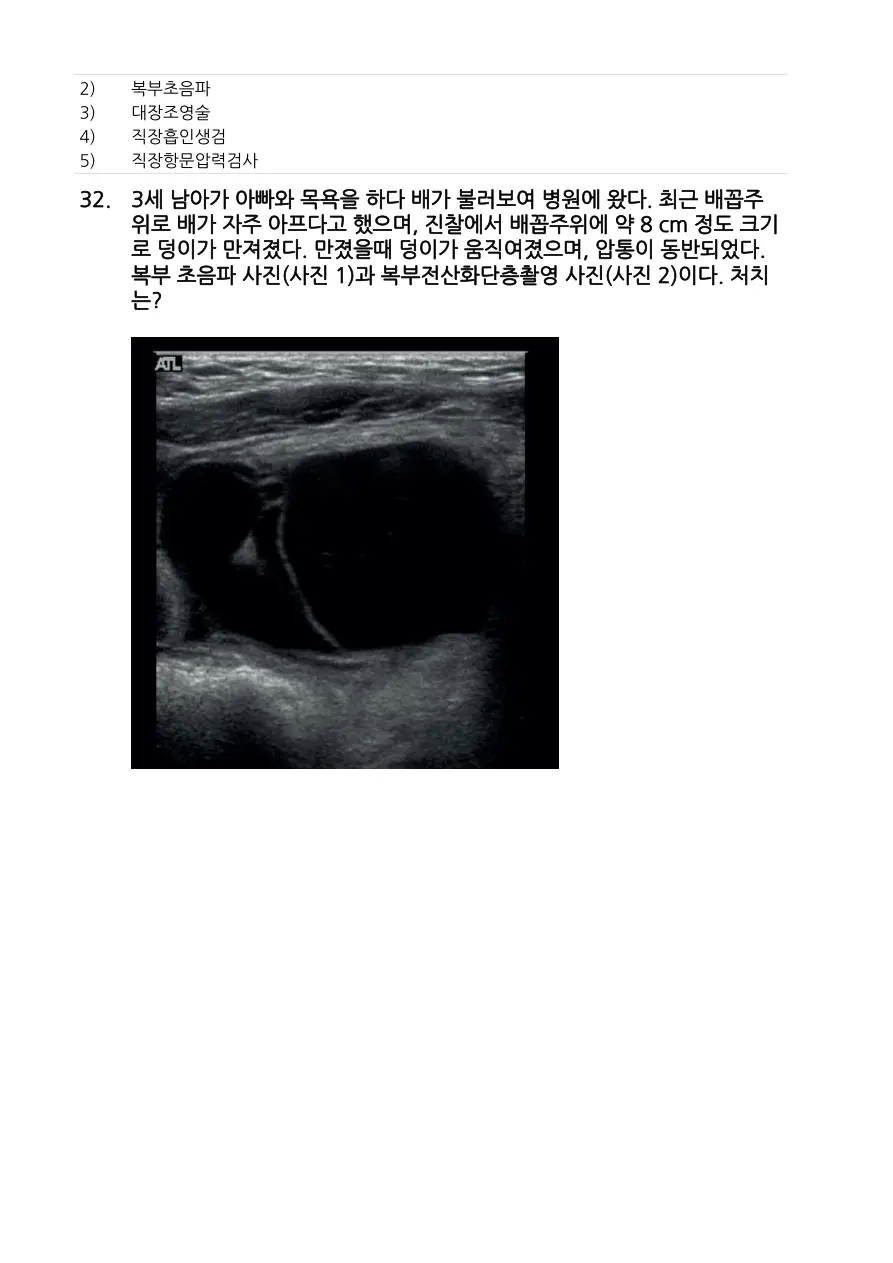 2) 복부초음파
3) 대장조영술
4) 직장흡인생검
5) 직장항문압력검사
32. 3세 남아가 아빠와 목욕을 하다 배가 불러보여 병원에 왔다. 최근 배꼽주
위로 배가 자주 아프다고 했으며, 진찰에서 배꼽주위에 약 8 cm 정도 크기
로 덩이가 만져졌다. 만졌을때 덩이가 움직여졌으며, 압통이 동반되었다.
복부 초음파 사진(사진 1)과 복부전산화단층촬영 사진(사진 2)이다. 처치
는?
ATL